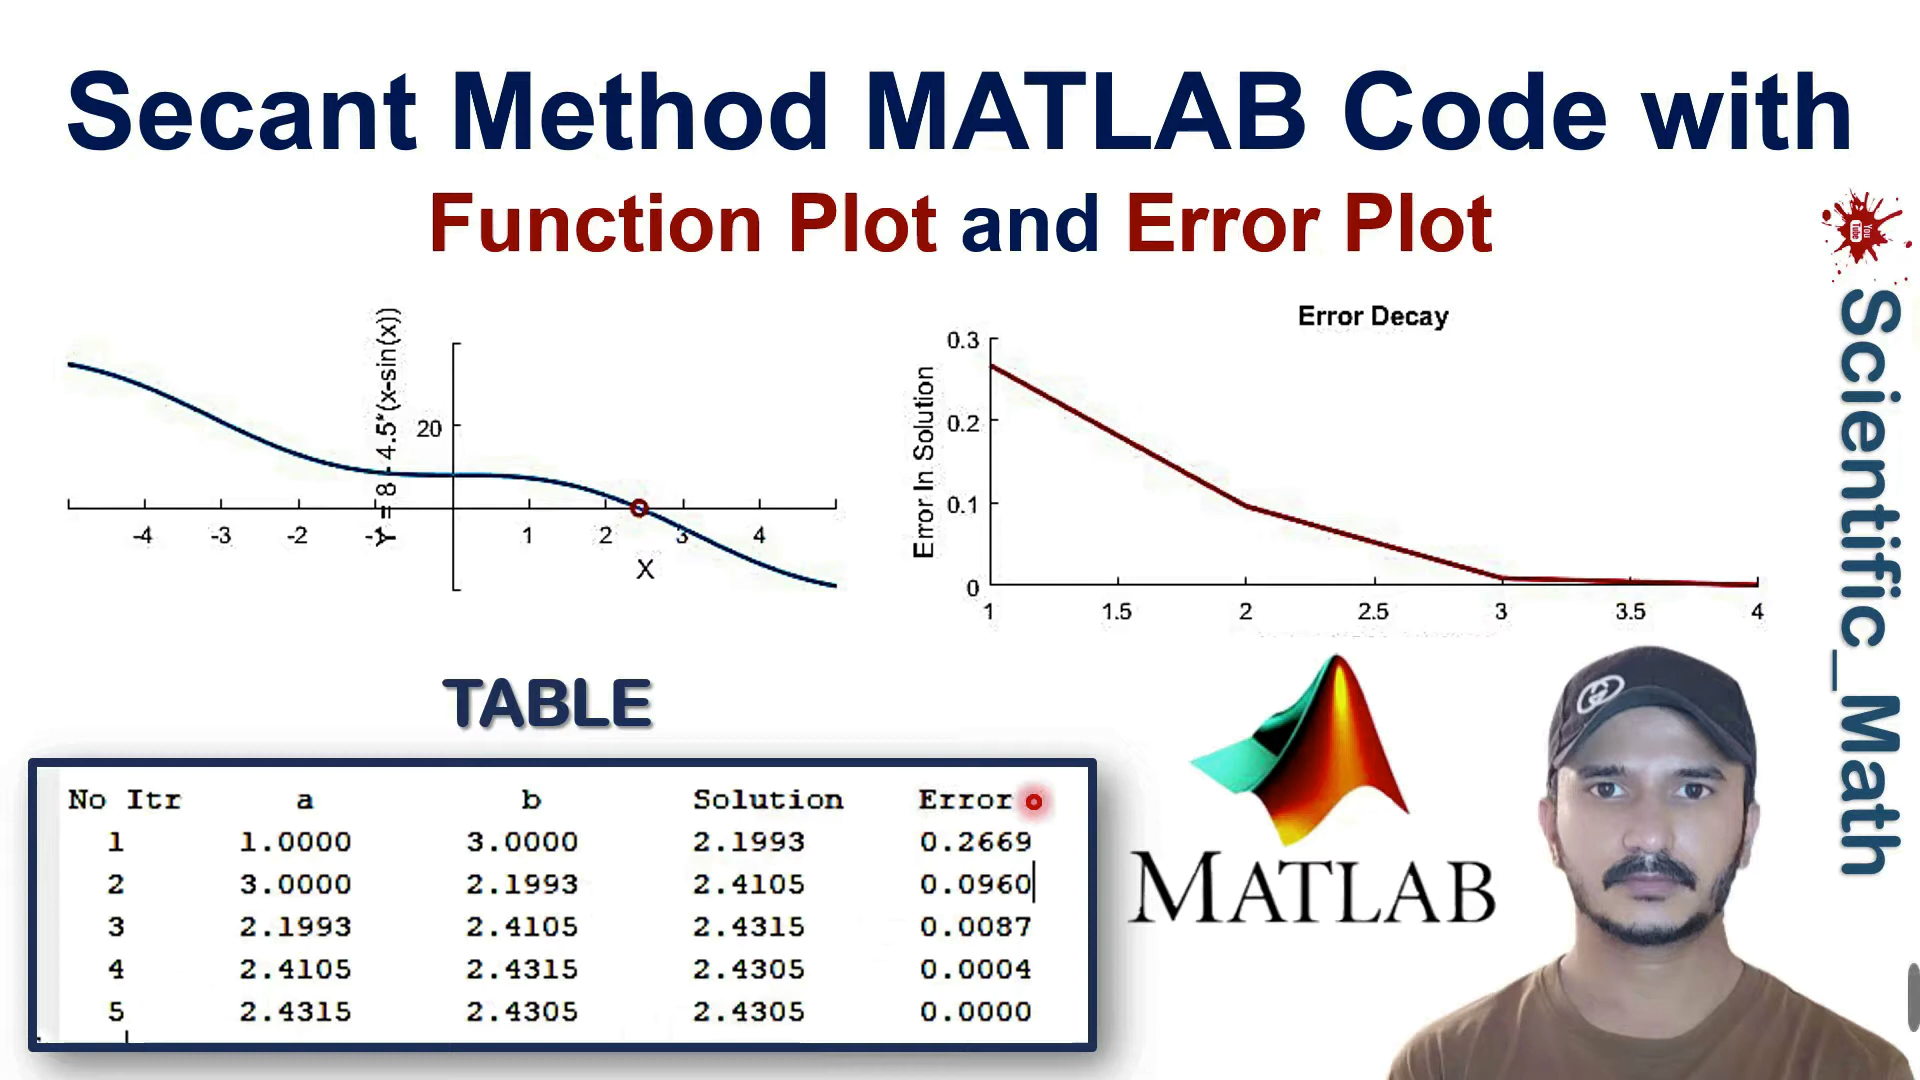 Secant Method MATLAB Code with
Function Plot and Error Plot
Y = 8 - 4.5*(x-sin(x))
20
-4 -3 -2 -1 1 2 3 4
X
Error Decay
Error In Solution
0.3
0.2
0.1
0
1 1.5 2 2.5 3 3.5 4
You
Tube
Scientific_Math
TABLE
No Itr a b Solution Error
1 1.0000 3.0000 2.1993 0.2669
2 3.0000 2.1993 2.4105 0.0960
3 2.1993 2.4105 2.4315 0.0087
4 2.4105 2.4315 2.4305 0.0004
5 2.4315 2.4305 2.4305 0.0000
MATLAB